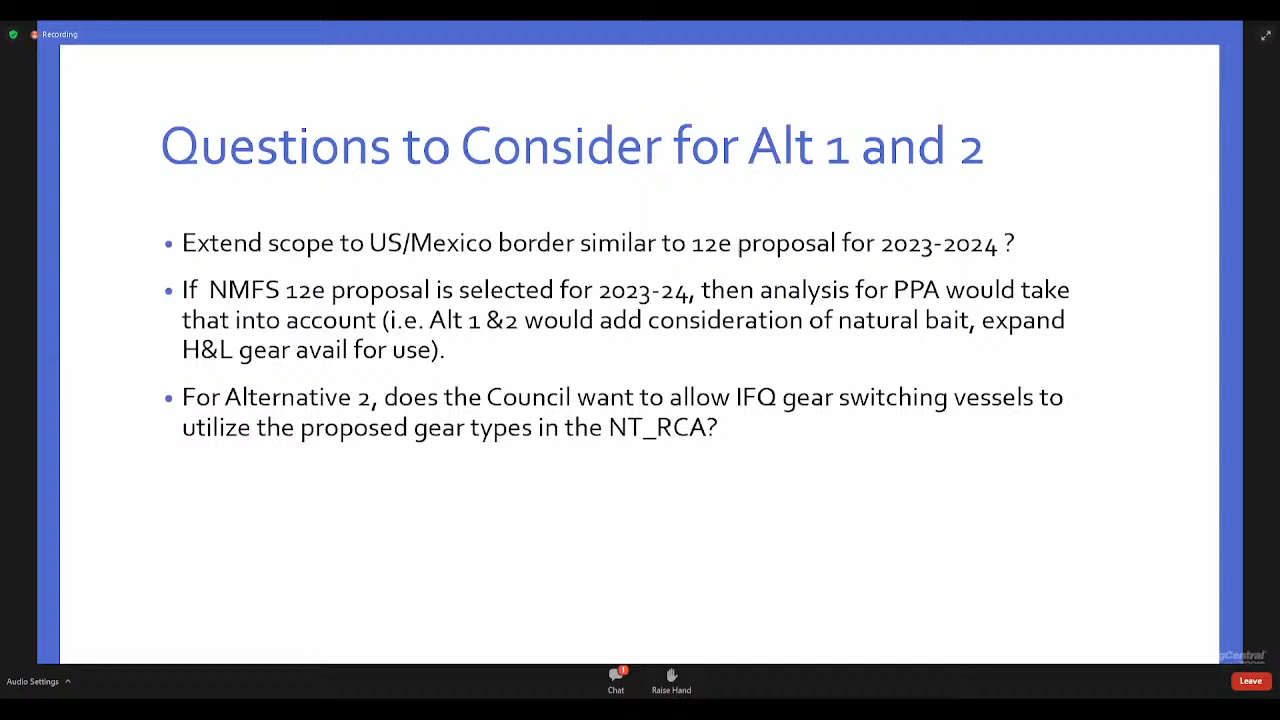 Recording
Questions to Consider for Alt 1 and 2
• Extend scope to US/Mexico border similar to 12e proposal for 2023-2024 ?
• If NMFS 12e proposal is selected for 2023-24, then analysis for PPA would take
that into account (i.e. Alt 1 &2 would add consideration of natural bait, expand
H&L gear avail for use).
• For Alternative 2, does the Council want to allow IFQ gear switching vessels to
utilize the proposed gear types in the NT_RCA?
Audio Settings
1
Chat
Raise Hand
Leave